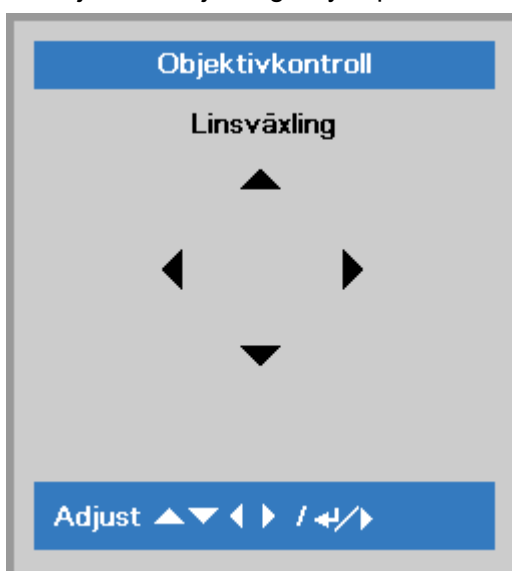 Objektivkontroll
Linsväxling
Adjust ▲▼◀ ▶ / ↵/▶